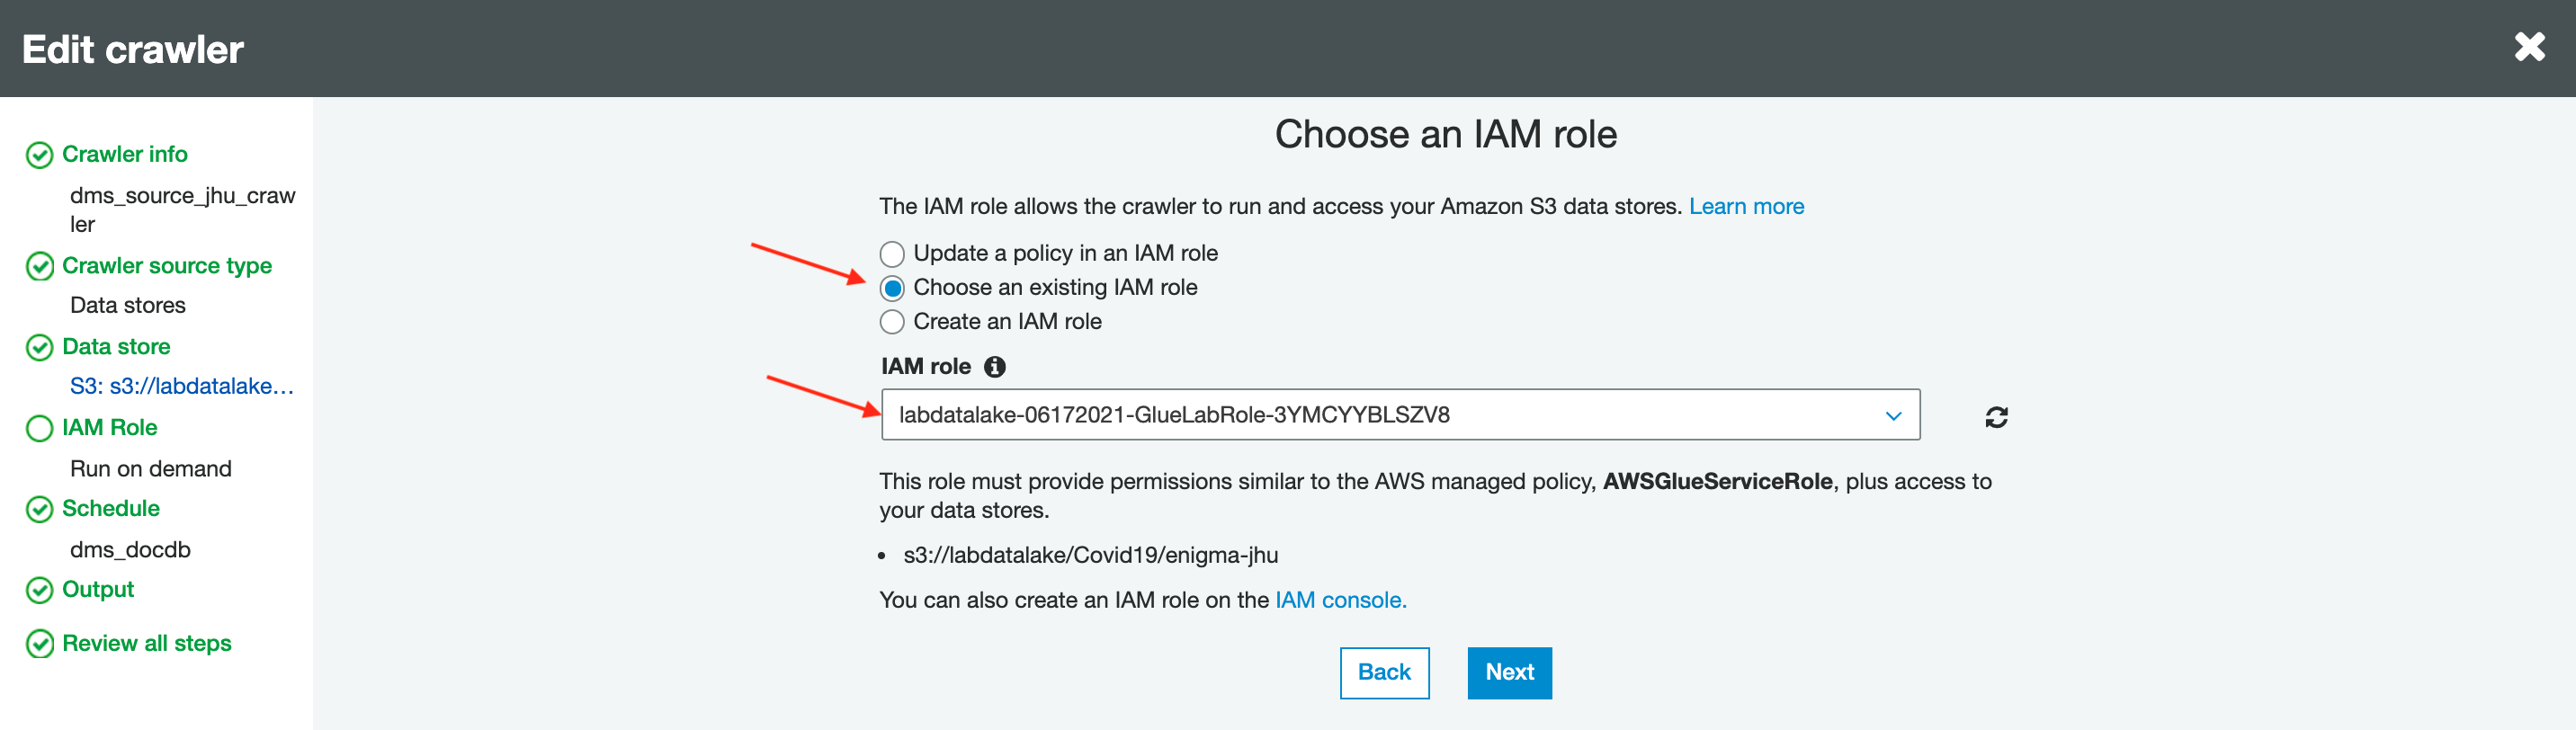 Edit crawler
Crawler info
dms_source_jhu_craw
ler
Crawler source type
Data stores
Data store
S3: s3://labdatalake…
IAM Role
Run on demand
Schedule
dms_docdb
Output
Review all steps
Choose an IAM role
The IAM role allows the crawler to run and access your Amazon S3 data stores. Learn more
Update a policy in an IAM role
Choose an existing IAM role
Create an IAM role
IAM role
labdatalake-06172021-GlueLabRole-3YMCYYBLSZV8
This role must provide permissions similar to the AWS managed policy, AWSGlueServiceRole, plus access to
your data stores.
• s3://labdatalake/Covid19/enigma-jhu
You can also create an IAM role on the IAM console.
Back Next